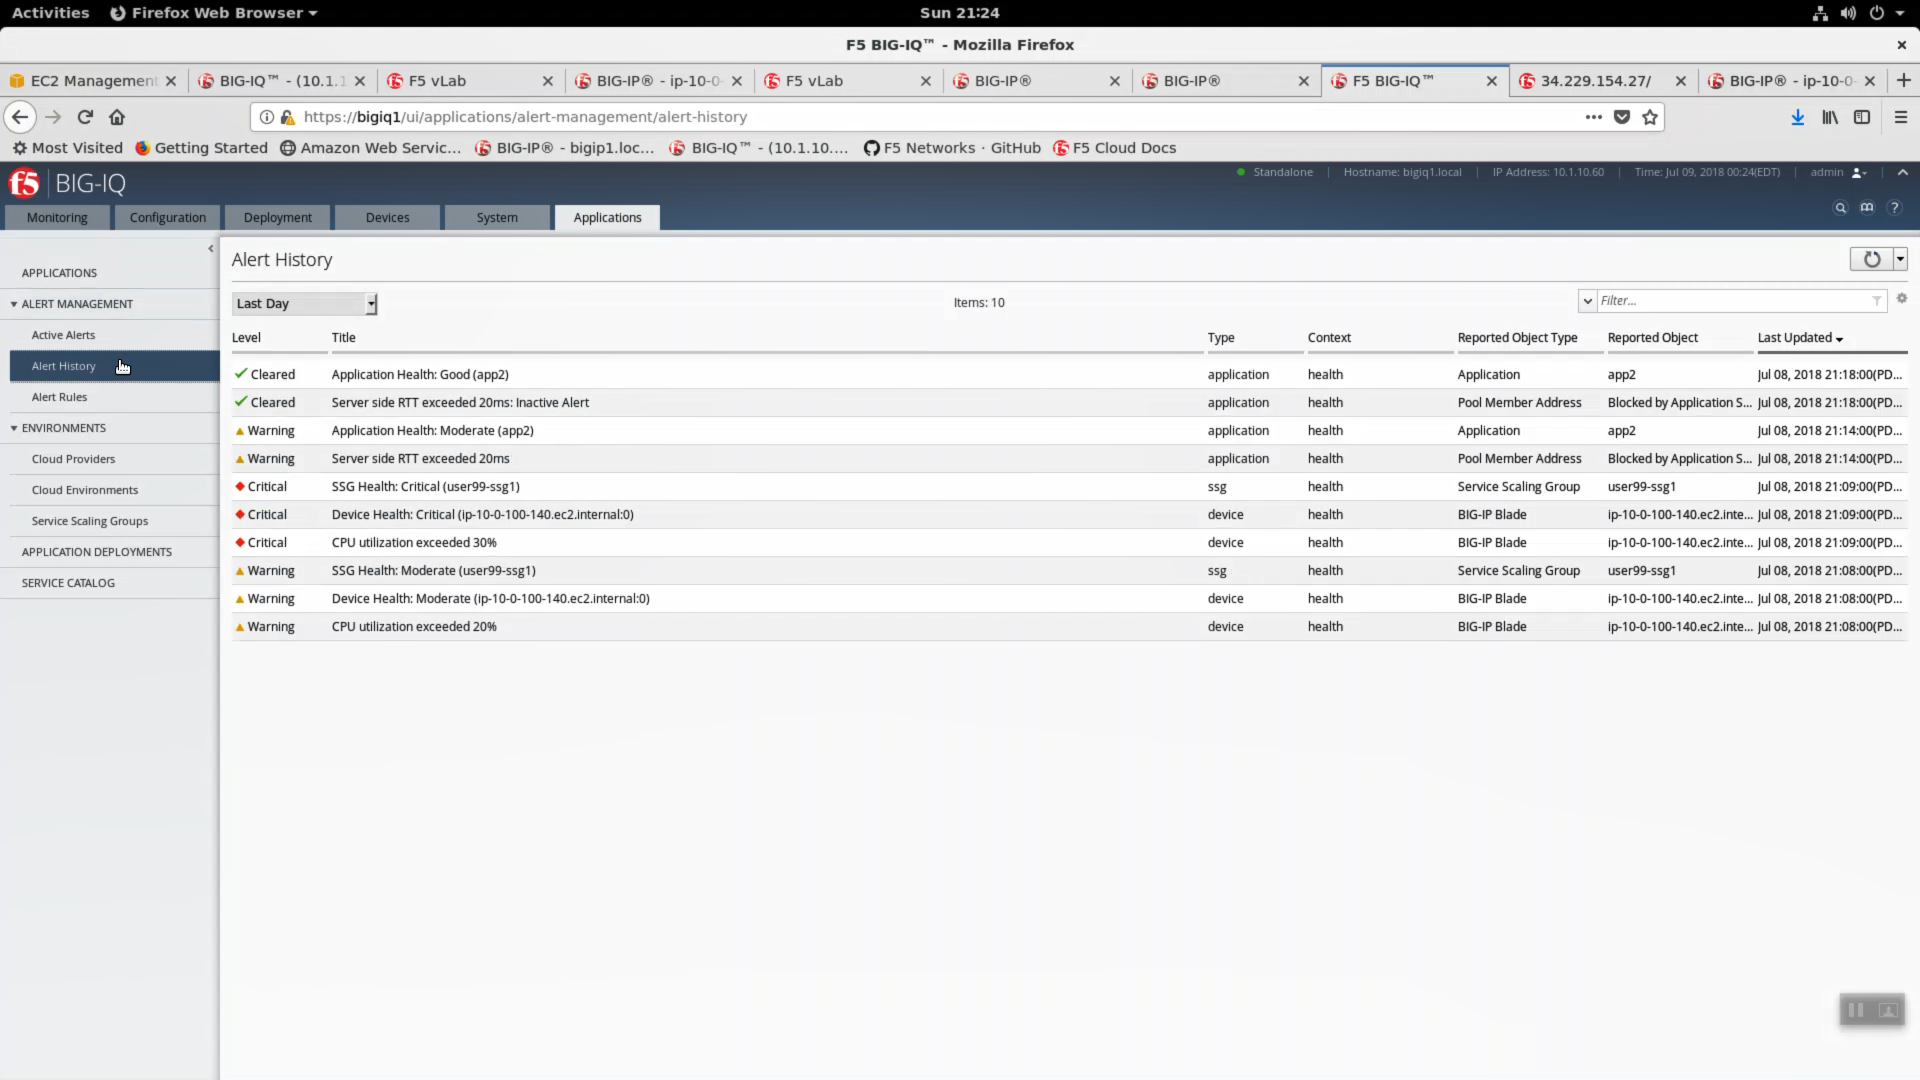 Activities Firefox Web Browser Sun 21:24
F5 BIG-IQ™ - Mozilla Firefox
EC2 Management BIG-IQ™ - (10.1.1 F5 vLab BIG-IP® - ip-10-0- F5 vLab BIG-IP® BIG-IP® F5 BIG-IQ™ 34.229.154.27/ BIG-IP® - ip-10-0-
https://bigiq1/ui/applications/alert-management/alert-history
Most Visited Getting Started Amazon Web Servic... BIG-IP® - bigip1.loc... BIG-IQ™ - (10.1.10.... F5 Networks · GitHub F5 Cloud Docs
f5 BIG-IQ Standalone Hostname: bigiq1.local IP Address: 10.1.10.60 Time: Jul 09, 2018 00:24(EDT) admin
Monitoring Configuration Deployment Devices System Applications
APPLICATIONS
ALERT MANAGEMENT
Active Alerts
Alert History
Alert Rules
ENVIRONMENTS
Cloud Providers
Cloud Environments
Service Scaling Groups
APPLICATION DEPLOYMENTS
SERVICE CATALOG
Alert History
Last Day Items: 10 Filter...
Level Title Type Context Reported Object Type Reported Object Last Updated
Cleared Application Health: Good (app2) application health Application app2 Jul 08, 2018 21:18:00(PD...
Cleared Server side RTT exceeded 20ms: Inactive Alert application health Pool Member Address Blocked by Application S... Jul 08, 2018 21:18:00(PD...
Warning Application Health: Moderate (app2) application health Application app2 Jul 08, 2018 21:14:00(PD...
Warning Server side RTT exceeded 20ms application health Pool Member Address Blocked by Application S... Jul 08, 2018 21:14:00(PD...
Critical SSG Health: Critical (user99-ssg1) ssg health Service Scaling Group user99-ssg1 Jul 08, 2018 21:09:00(PD...
Critical Device Health: Critical (ip-10-0-100-140.ec2.internal:0) device health BIG-IP Blade ip-10-0-100-140.ec2.inte... Jul 08, 2018 21:09:00(PD...
Critical CPU utilization exceeded 30% device health BIG-IP Blade ip-10-0-100-140.ec2.inte... Jul 08, 2018 21:09:00(PD...
Warning SSG Health: Moderate (user99-ssg1) ssg health Service Scaling Group user99-ssg1 Jul 08, 2018 21:08:00(PD...
Warning Device Health: Moderate (ip-10-0-100-140.ec2.internal:0) device health BIG-IP Blade ip-10-0-100-140.ec2.inte... Jul 08, 2018 21:08:00(PD...
Warning CPU utilization exceeded 20% device health BIG-IP Blade ip-10-0-100-140.ec2.inte... Jul 08, 2018 21:08:00(PD...